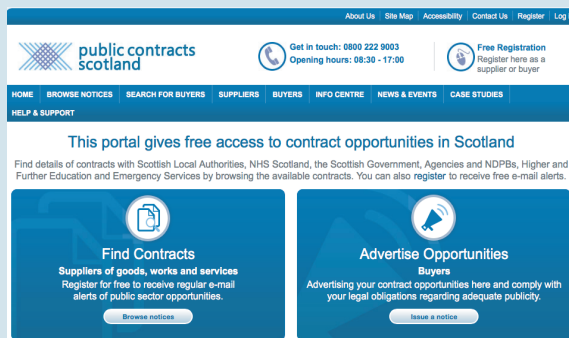 About Us Site Map Accessibility Contact Us Register Log
public contracts
scotland
Get in touch: 0800 222 9003
Opening hours: 08:30 - 17:00
Free Registration
Register here as a
supplier or buyer
HOME BROWSE NOTICES SEARCH FOR BUYERS SUPPLIERS BUYERS INFO CENTRE NEWS & EVENTS CASE STUDIES
HELP & SUPPORT
This portal gives free access to contract opportunities in Scotland
Find details of contracts with Scottish Local Authorities, NHS Scotland, the Scottish Government, Agencies and NDPBs, Higher and
Further Education and Emergency Services by browsing the available contracts. You can also register to receive free e-mail alerts.
Find Contracts
Suppliers of goods, works and services
Register for free to receive regular e-mail
alerts of public sector opportunities.
Browse notices
Advertise Opportunities
Buyers
Advertising your contract opportunities here and comply with
your legal obligations regarding adequate publicity.
Issue a notice